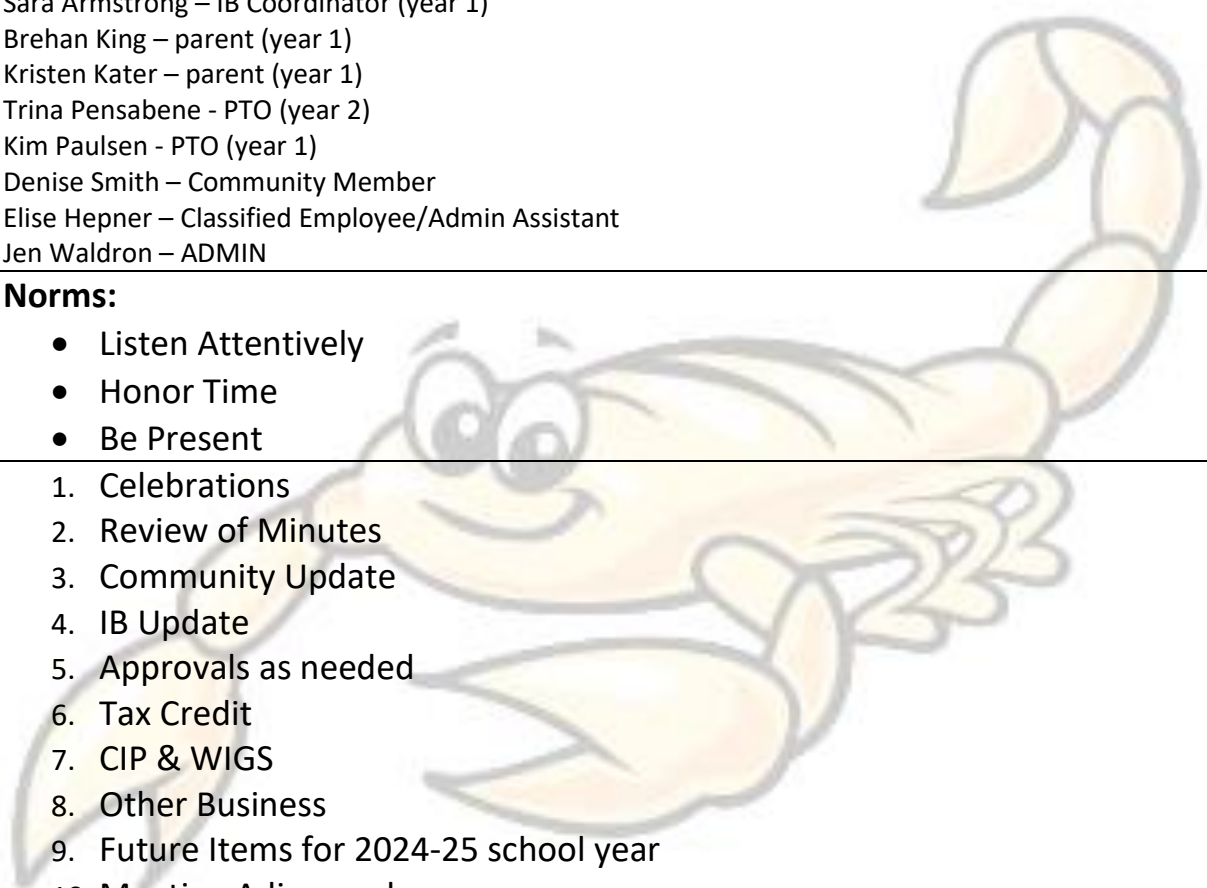 Sara Armstrong – IB Coordinator (year 1)
Brehan King – parent (year 1)
Kristen Kater – parent (year 1)
Trina Pensabene - PTO (year 2)
Kim Paulsen - PTO (year 1)
Denise Smith – Community Member
Elise Hepner – Classified Employee/Admin Assistant
Jen Waldron – ADMIN
Norms:
• Listen Attentively
• Honor Time
• Be Present
1. Celebrations
2. Review of Minutes
3. Community Update
4. IB Update
5. Approvals as needed
6. Tax Credit
7. CIP & WIGS
8. Other Business
9. Future Items for 2024-25 school year